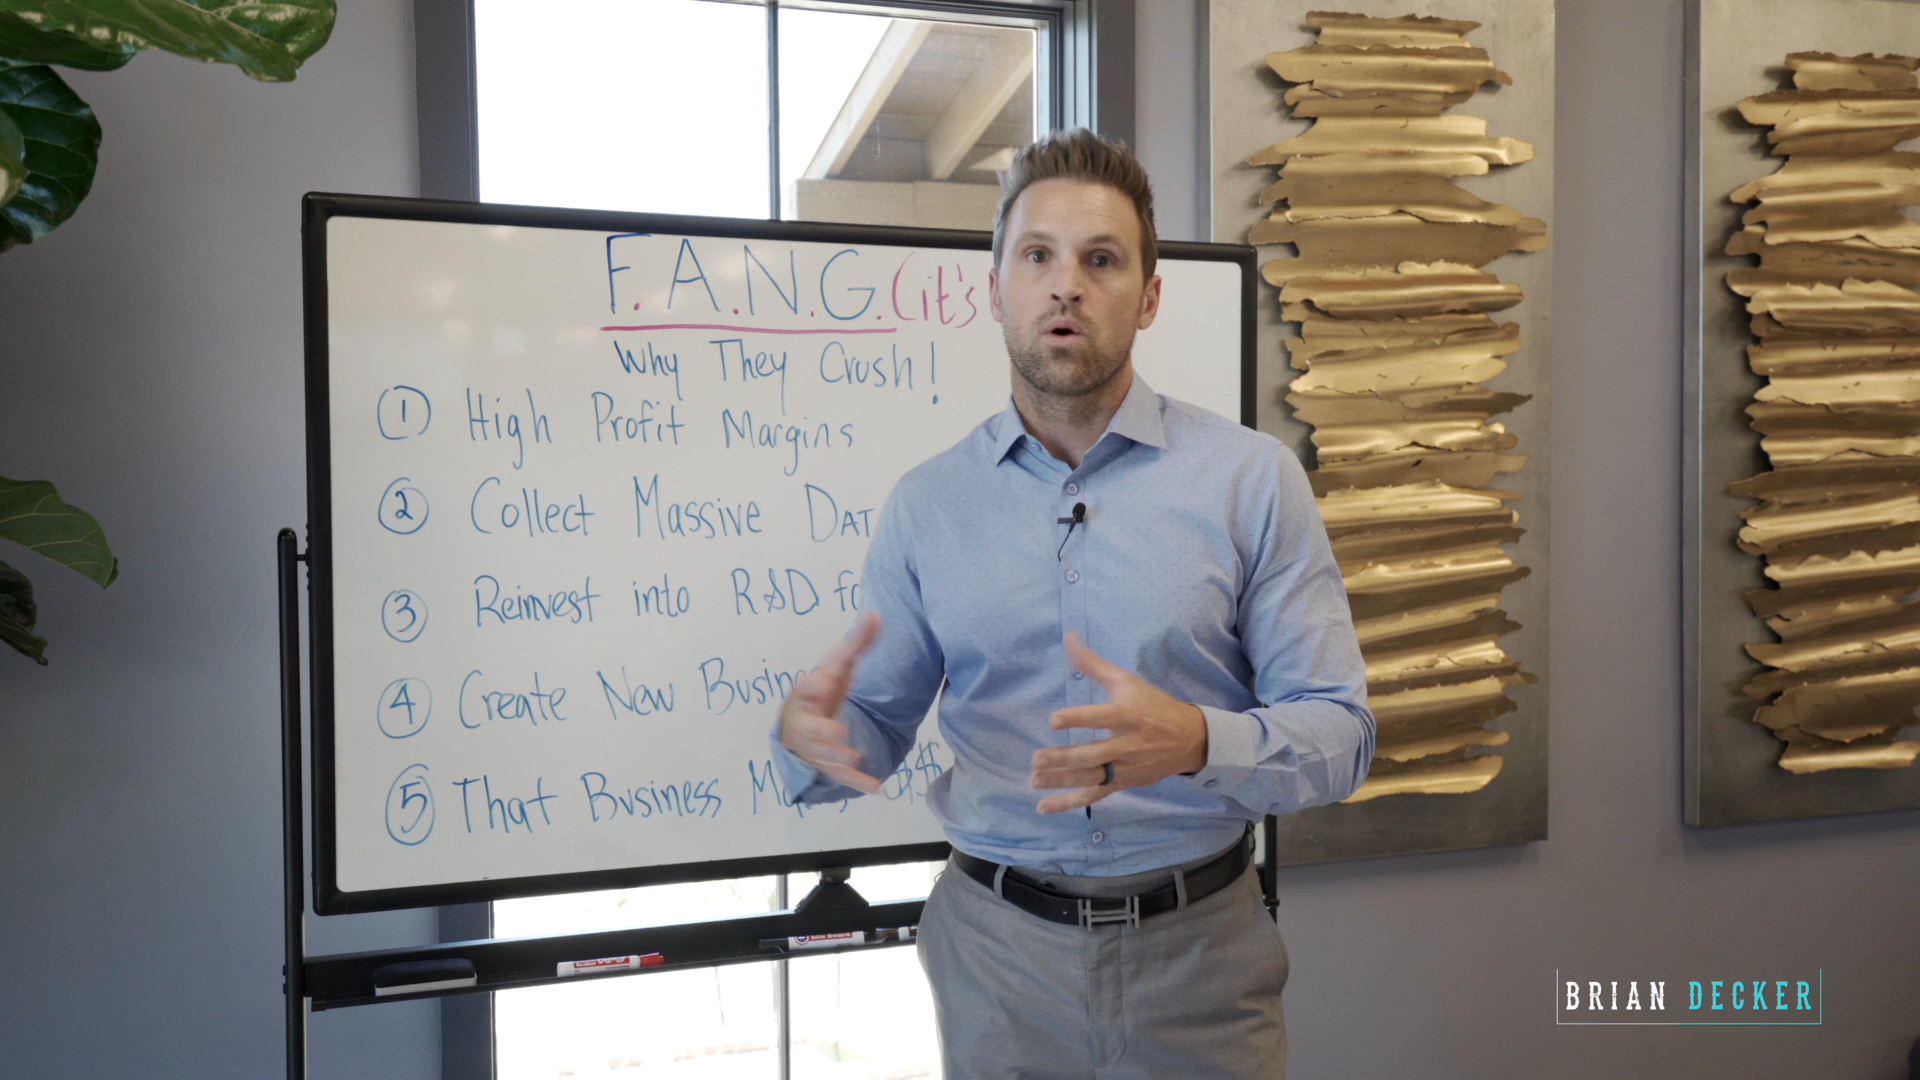 F.A.N.G. (it's
Why They Crush!
1 High Profit Margins
2 Collect Massive DAT
3 Reinvest into R&D fo
4 Create New Busin
5 That Business $$
BRIAN DECKER